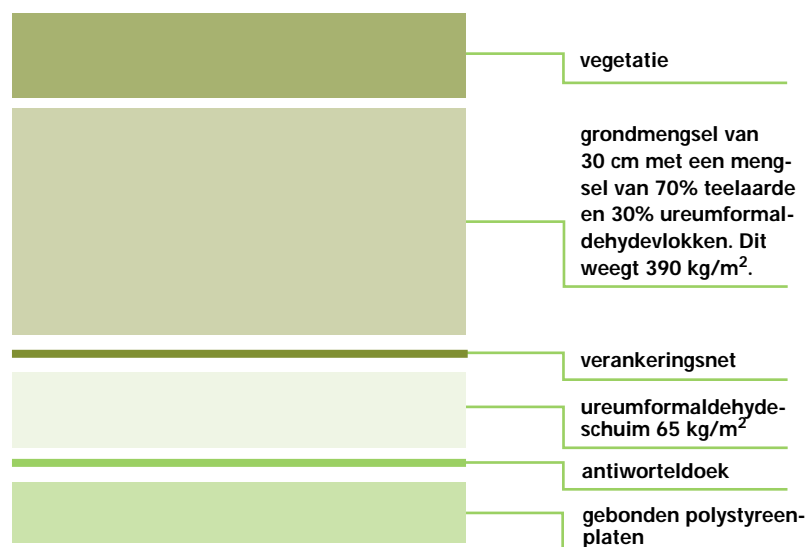 vegetatie
grondmengsel van
30 cm met een meng-
sel van 70% teelaarde
en 30% ureumformal-
dehydevlokken. Dit
weegt 390 kg/m².
verankeringsnet
ureumformaldehyde-
schuim 65 kg/m²
antiworteldoek
gebonden polystyreen-
platen